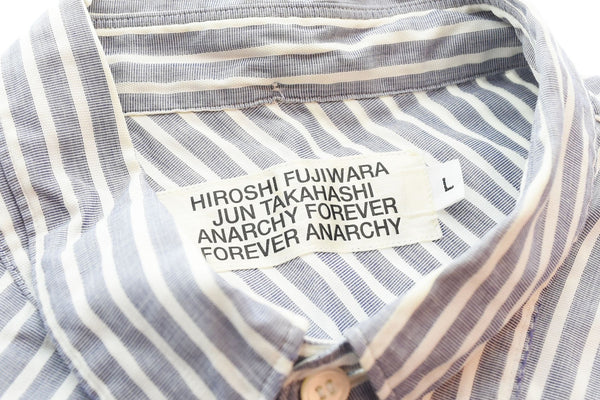 HIROSHI FUJIWARA
JUN TAKAHASHI
ANARCHY FOREVER
FOREVER ANARCHY
L